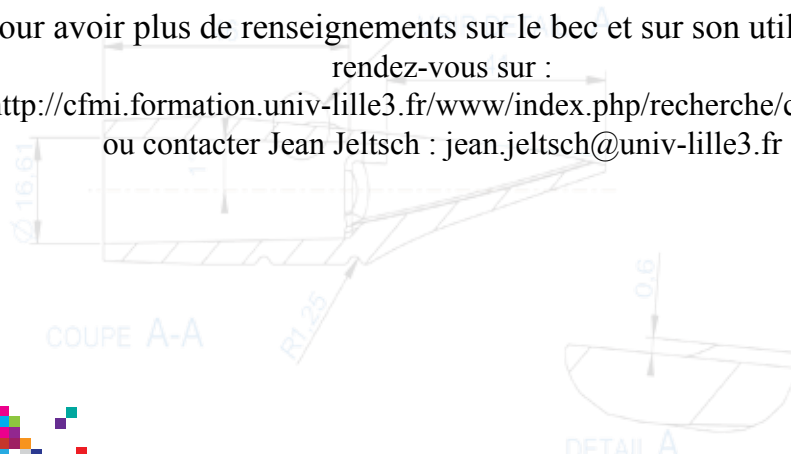 our avoir plus de renseignements sur le bec et sur son util
rendez-vous sur :
ttp://cfmi.formation.univ-lille3.fr/www/index.php/recherche/c
ou contacter Jean Jeltsch : jean.jeltsch@univ-lille3.fr
Ø 16,61
R1,25
0,6
COUPE A-A
DETAIL A